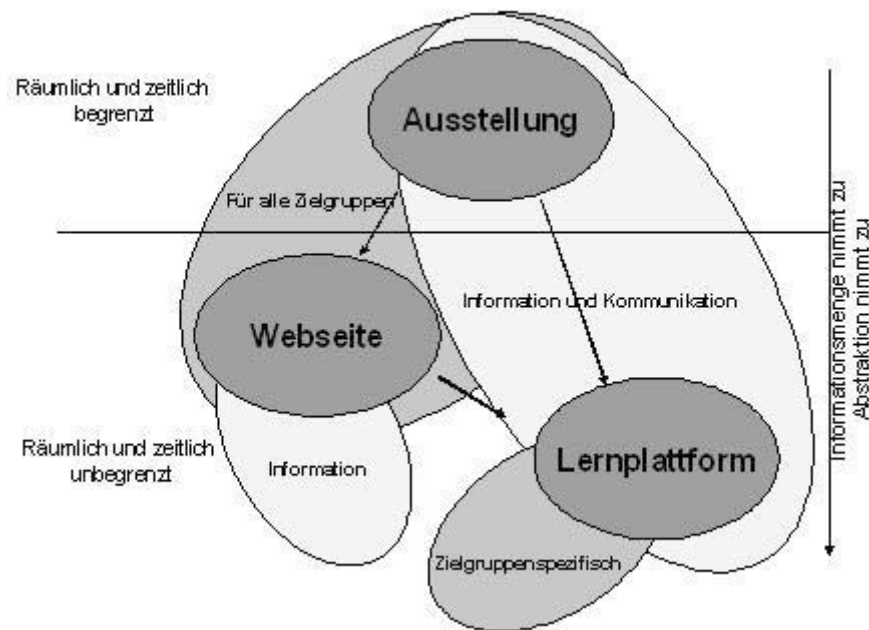 Räumlich und zeitlich
begrenzt
Ausstellung
Für alle Zielgruppen
Information und Kommunikation
Webseite
Räumlich und zeitlich
unbegrenzt
Information
Lernplattform
Zielgruppenspezifisch
Informationsmenge nimmt zu
Abstraktion nimmt zu